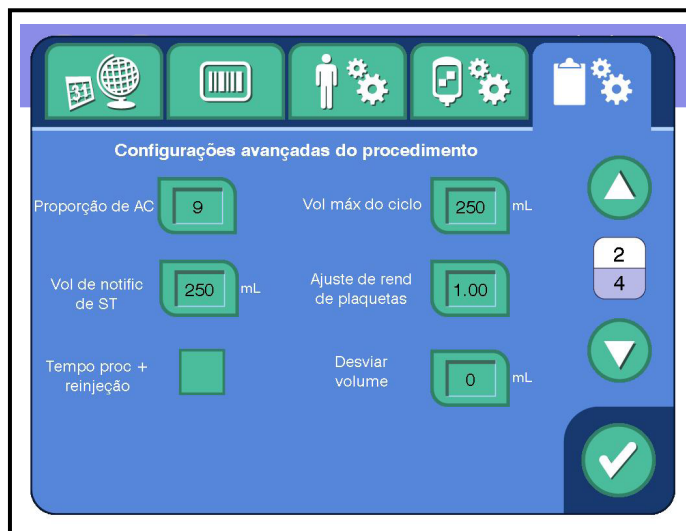 31
Configurações avançadas do procedimento
Proporção de AC
9
Vol máx do ciclo
250
mL
Vol de notific
de ST
250
mL
Ajuste de rend
de plaquetas
1.00
Tempo proc +
reinjeção
Desviar
volume
0
mL
2
4